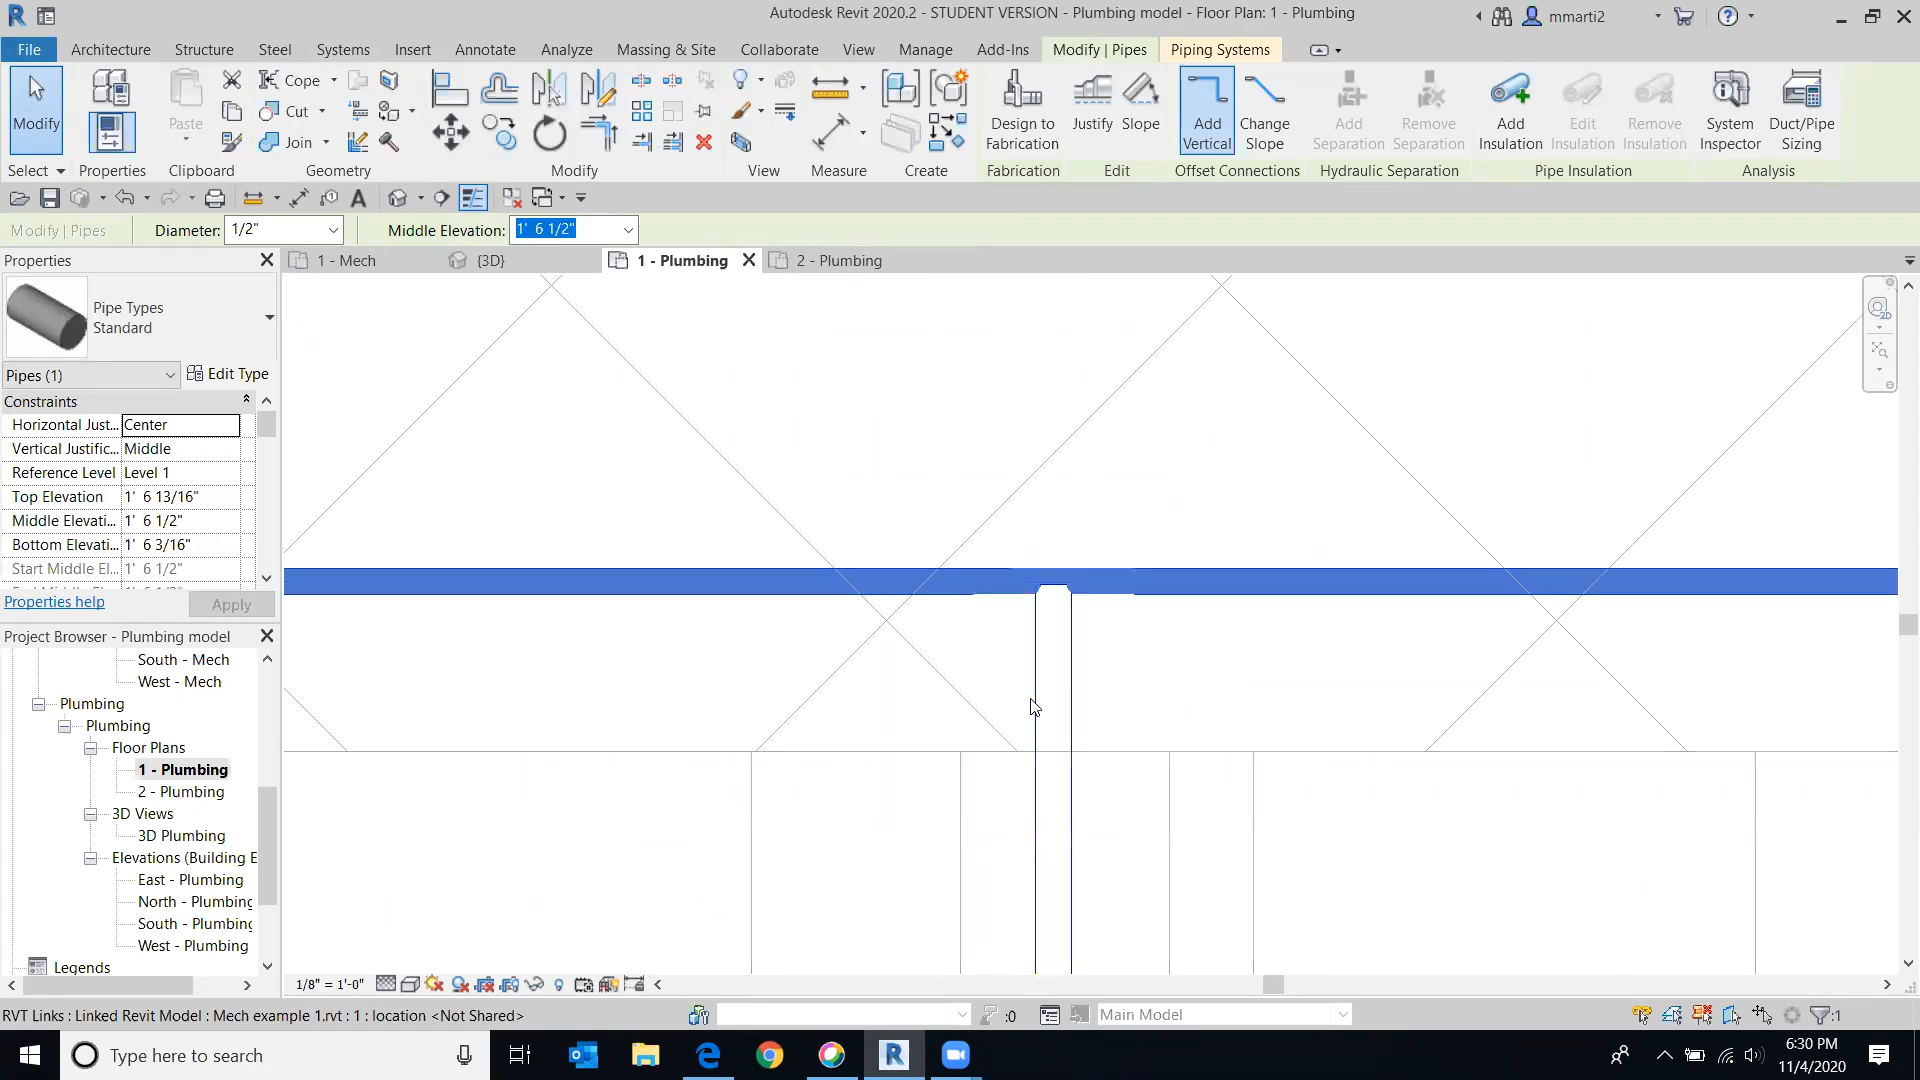 Autodesk Revit 2020.2 - STUDENT VERSION - Plumbing model - Floor Plan: 1 - Plumbing
mmarti2
File Architecture Structure Steel Systems Insert Annotate Analyze Massing & Site Collaborate View Manage Add-Ins Modify | Pipes Piping Systems
Modify
Paste
Cope
Cut
Join
Design to Fabrication
Justify
Slope
Add Vertical
Change Slope
Add Separation
Remove Separation
Add Insulation
Edit Insulation
Remove Insulation
System Inspector
Duct/Pipe Sizing
Select Properties Clipboard Geometry Modify View Measure Create Fabrication Edit Offset Connections Hydraulic Separation Pipe Insulation Analysis
Modify | Pipes Diameter: 1/2" Middle Elevation: 1' 6 1/2"
Properties
1 - Mech {3D} 1 - Plumbing 2 - Plumbing
Pipe Types
Standard
Pipes (1) Edit Type
Constraints
Horizontal Just... Center
Vertical Justific... Middle
Reference Level Level 1
Top Elevation 1' 6 13/16"
Middle Elevati... 1' 6 1/2"
Bottom Elevati... 1' 6 3/16"
Start Middle El... 1' 6 1/2"
Properties help Apply
Project Browser - Plumbing model
South - Mech
West - Mech
Plumbing
Plumbing
Floor Plans
1 - Plumbing
2 - Plumbing
3D Views
3D Plumbing
Elevations (Building E
East - Plumbing
North - Plumbing
South - Plumbing
West - Plumbing
Legends
1/8" = 1'-0"
RVT Links : Linked Revit Model : Mech example 1.rvt : 1 : location <Not Shared>
:0
Main Model
:1
Type here to search
6:30 PM
11/4/2020